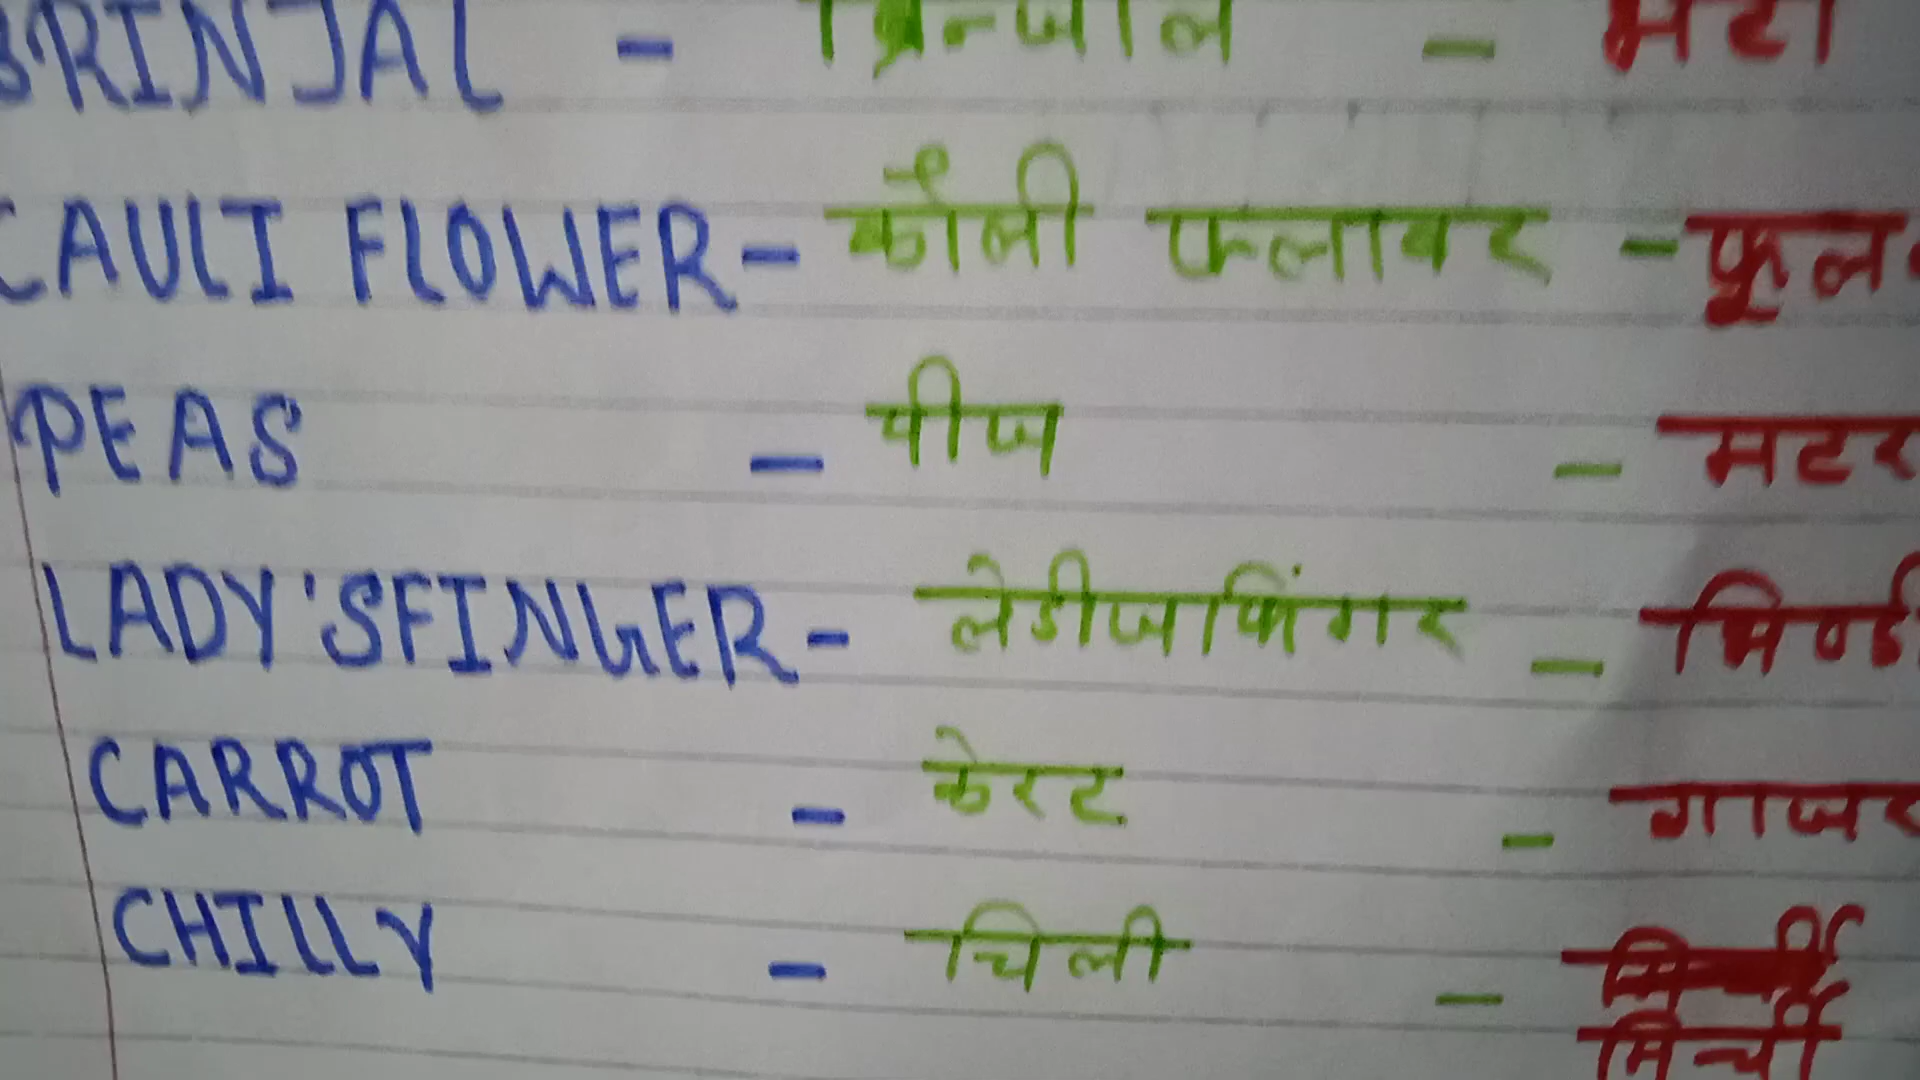 BRINJAL - ब्रिन्जाल - भटा
CAULI FLOWER - कौली फ्लावर - फूल
PEAS - पीज - मटर
LADY'SFINGER - लेडीजफिंगर - भिण्डी
CARROT - केरट - गाजर
CHILLY - चिली - मिर्ची
मिर्ची